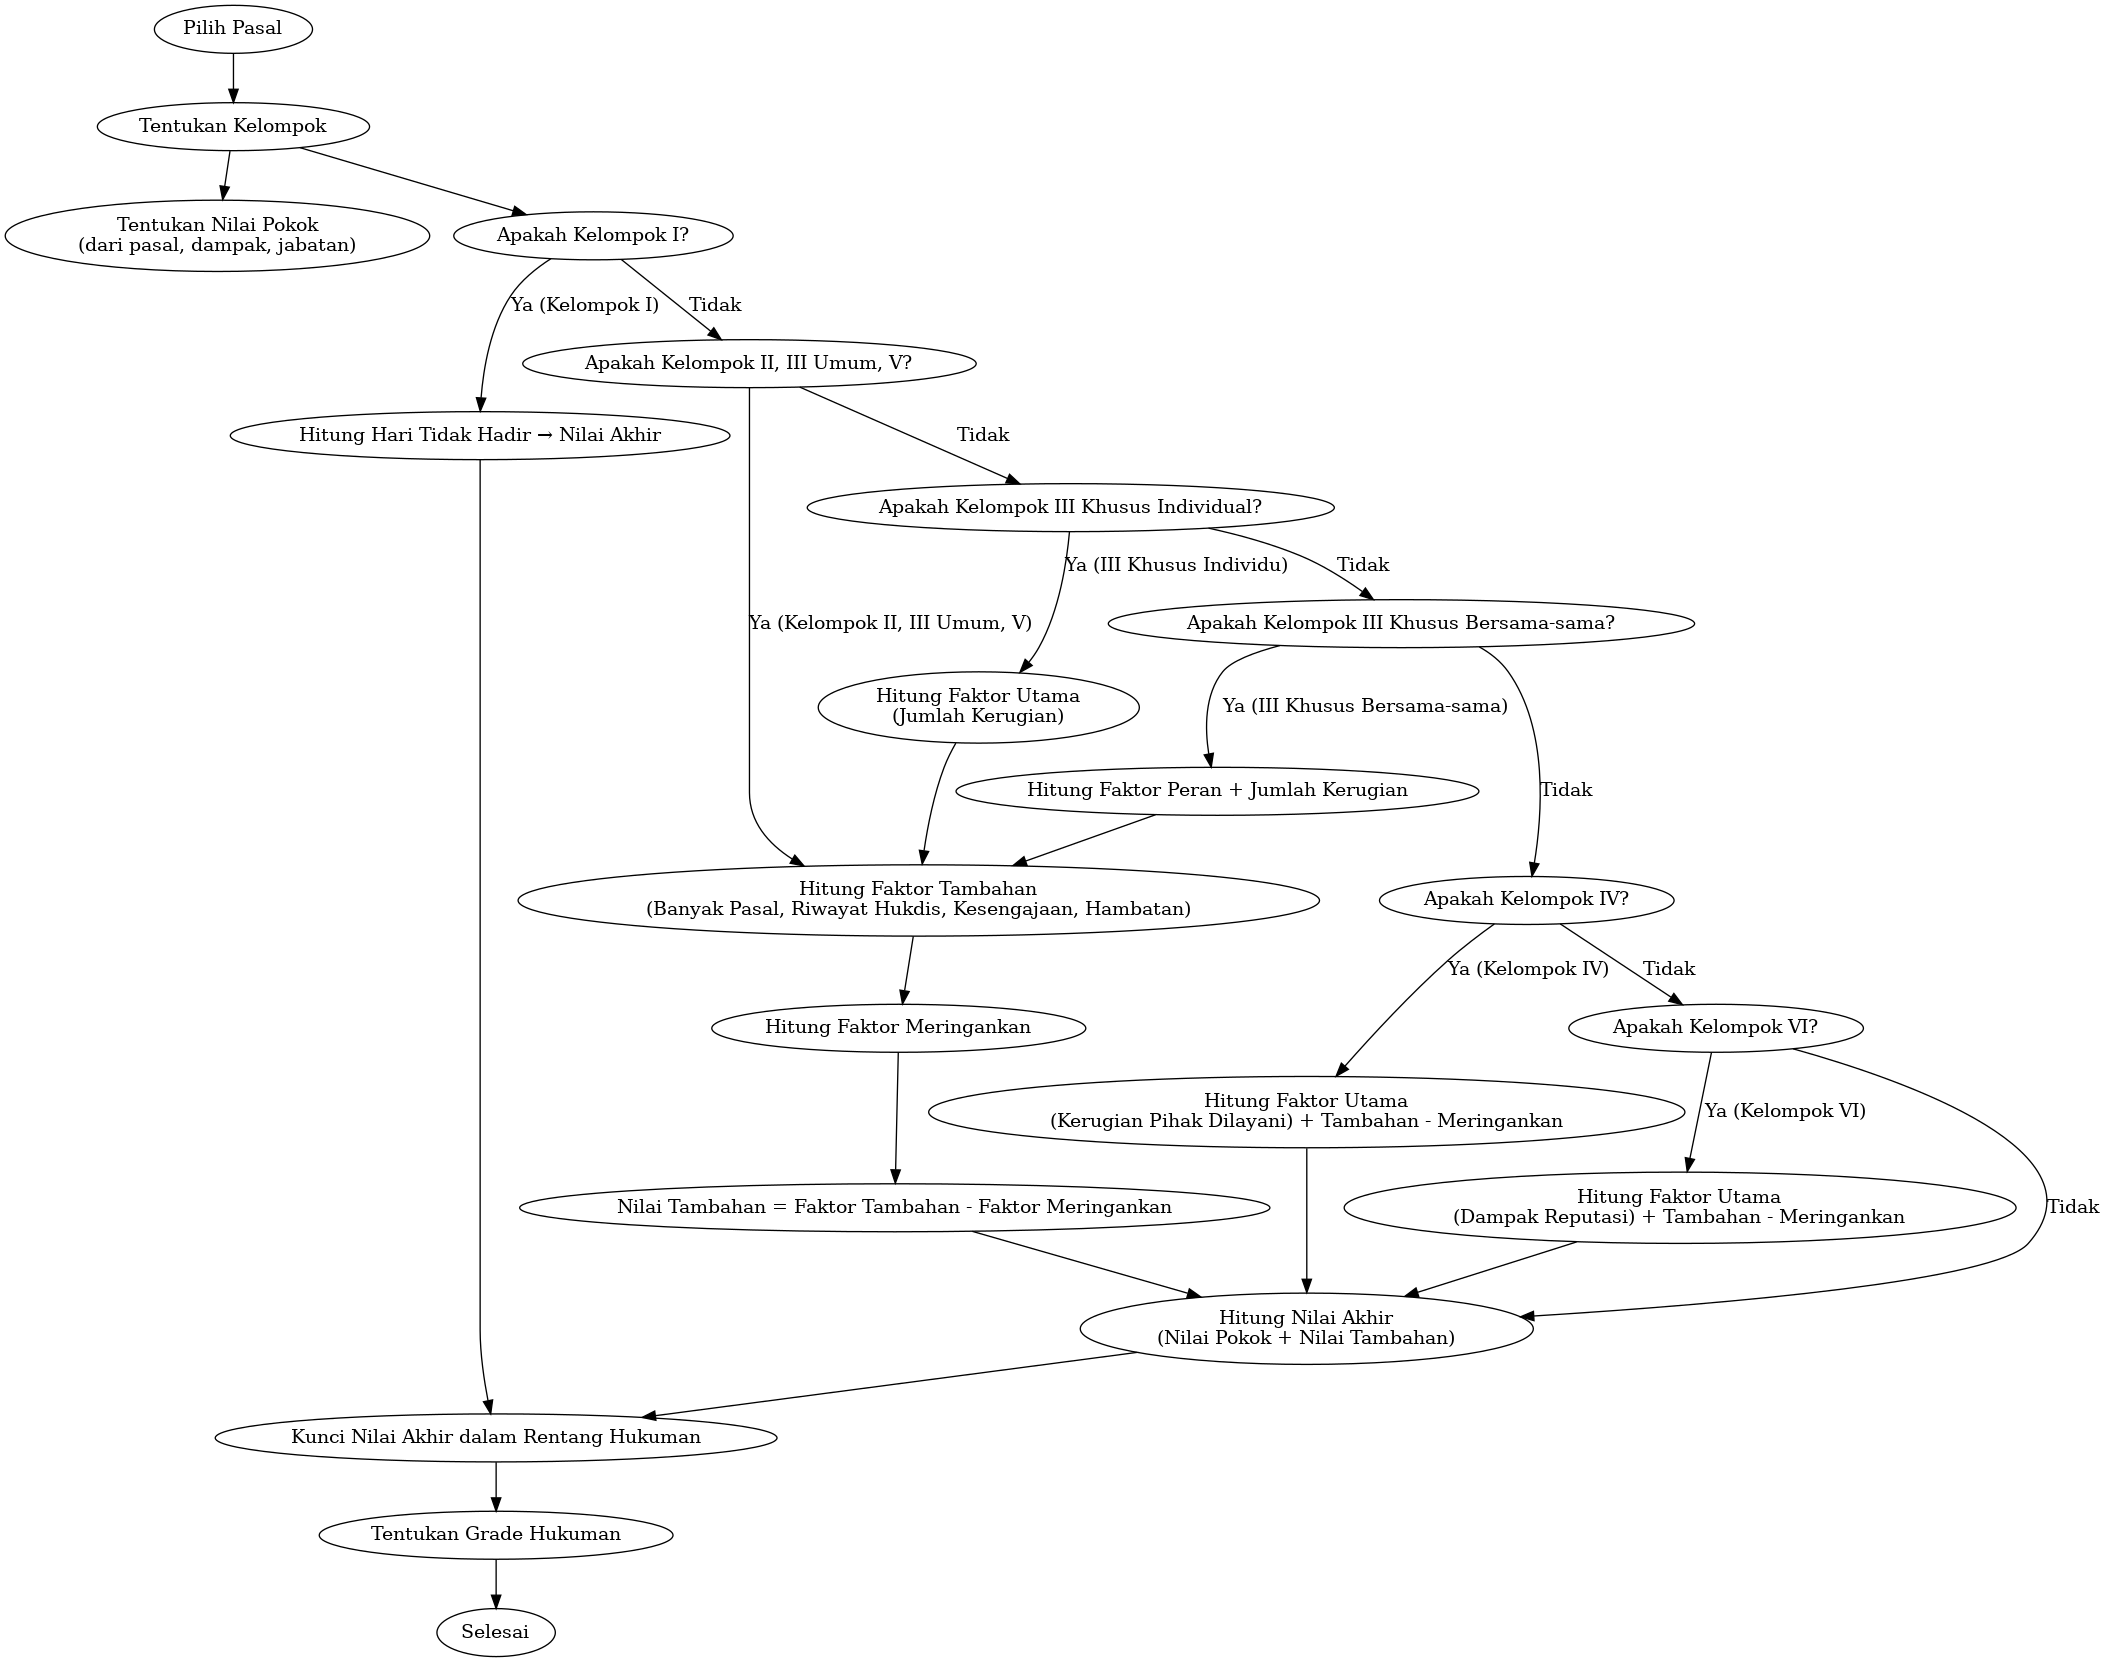 Pilih Pasal
Tentukan Kelompok
Tentukan Nilai Pokok
(dari pasal, dampak, jabatan)
Apakah Kelompok I?
Ya (Kelompok I)
Tidak
Apakah Kelompok II, III Umum, V?
Hitung Hari Tidak Hadir → Nilai Akhir
Tidak
Apakah Kelompok III Khusus Individual?
Ya (III Khusus Individu)
Tidak
Ya (Kelompok II, III Umum, V)
Apakah Kelompok III Khusus Bersama-sama?
Hitung Faktor Utama
(Jumlah Kerugian)
Ya (III Khusus Bersama-sama)
Hitung Faktor Peran + Jumlah Kerugian
Tidak
Hitung Faktor Tambahan
(Banyak Pasal, Riwayat Hukdis, Kesengajaan, Hambatan)
Apakah Kelompok IV?
Ya (Kelompok IV)
Tidak
Hitung Faktor Meringankan
Apakah Kelompok VI?
Hitung Faktor Utama
(Kerugian Pihak Dilayani) + Tambahan - Meringankan
Ya (Kelompok VI)
Nilai Tambahan = Faktor Tambahan - Faktor Meringankan
Hitung Faktor Utama
(Dampak Reputasi) + Tambahan - Meringankan
Tidak
Hitung Nilai Akhir
(Nilai Pokok + Nilai Tambahan)
Kunci Nilai Akhir dalam Rentang Hukuman
Tentukan Grade Hukuman
Selesai